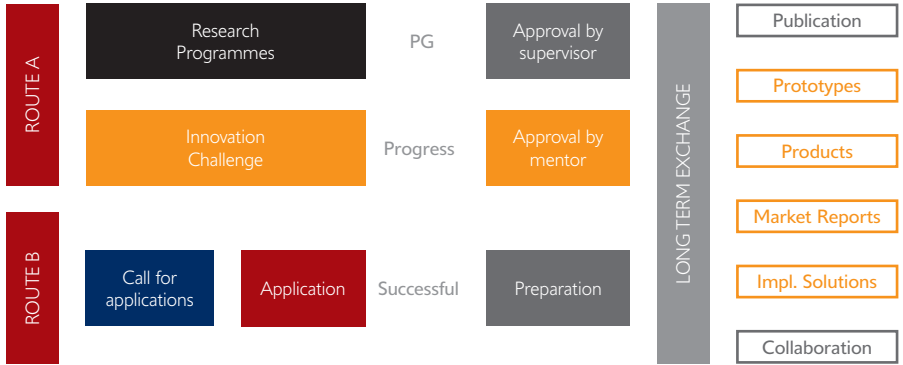 ROUTE A
Research
Programmes
PG
Approval by
supervisor
Innovation
Challenge
Progress
Approval by
mentor
ROUTE B
Call for
applications
Application
Successful
Preparation
LONG TERM EXCHANGE
Publication
Prototypes
Products
Market Reports
Impl. Solutions
Collaboration